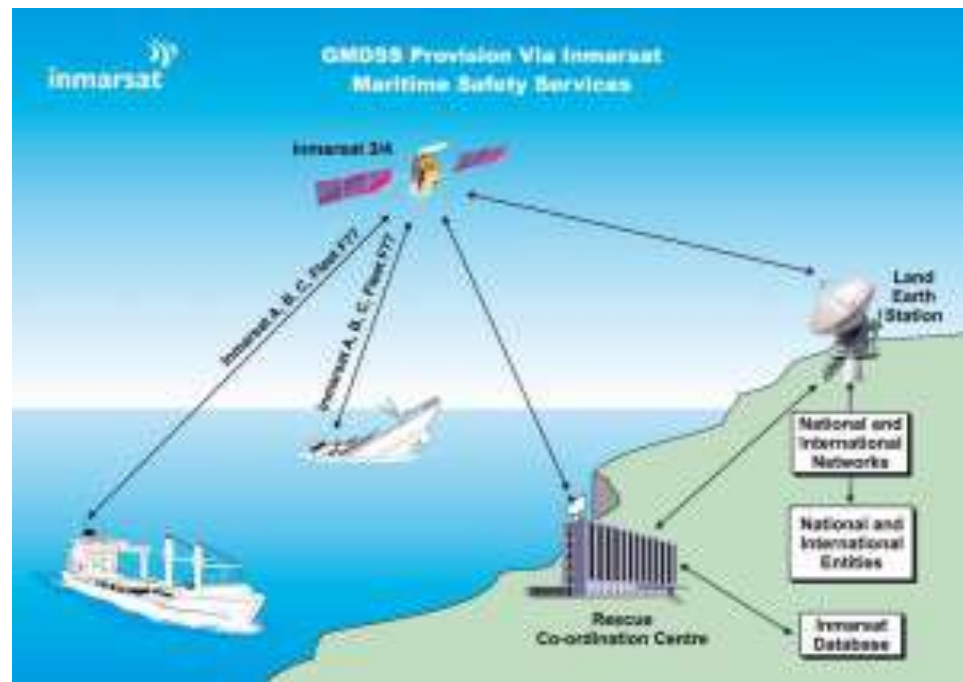 inmarsat
GMDSS Provision Via Inmarsat
Maritime Safety Services
Inmarsat 3/4
Inmarsat A, B, C, Fleet F77
Inmarsat A, B, C, Fleet F77
Land
Earth
Station
National and
International
Networks
National and
International
Entities
Rescue
Co-ordination Centre
Inmarsat
Database